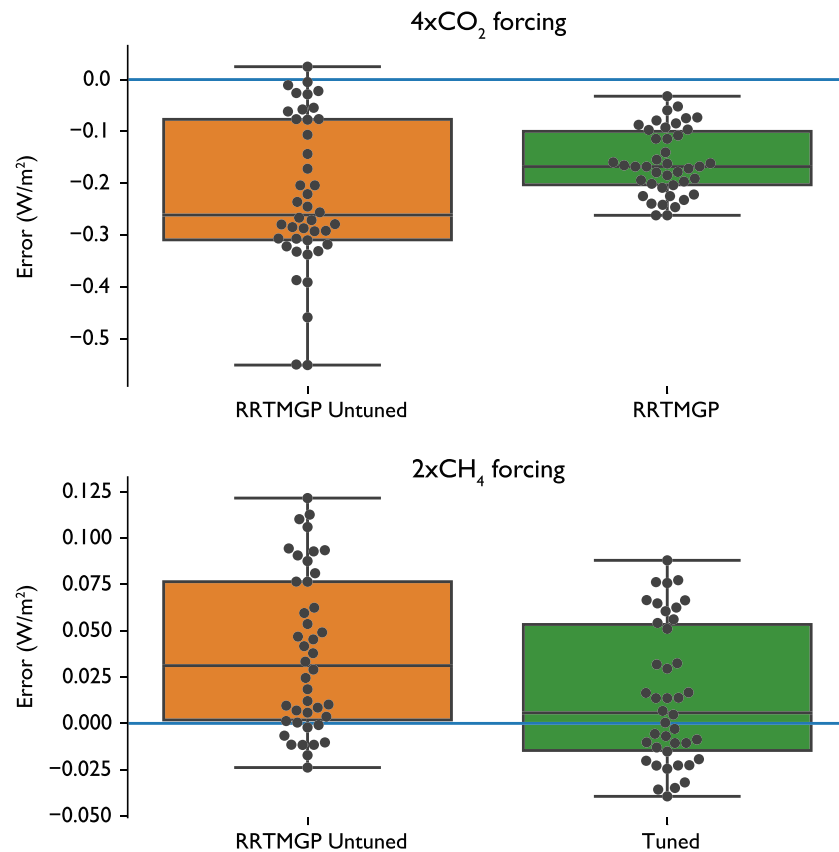 4xCO₂ forcing
Error (W/m²)
0.0
−0.1
−0.2
−0.3
−0.4
−0.5
RRTMGP Untuned RRTMGP
2xCH₄ forcing
Error (W/m²)
0.125
0.100
0.075
0.050
0.025
0.000
−0.025
−0.050
RRTMGP Untuned Tuned